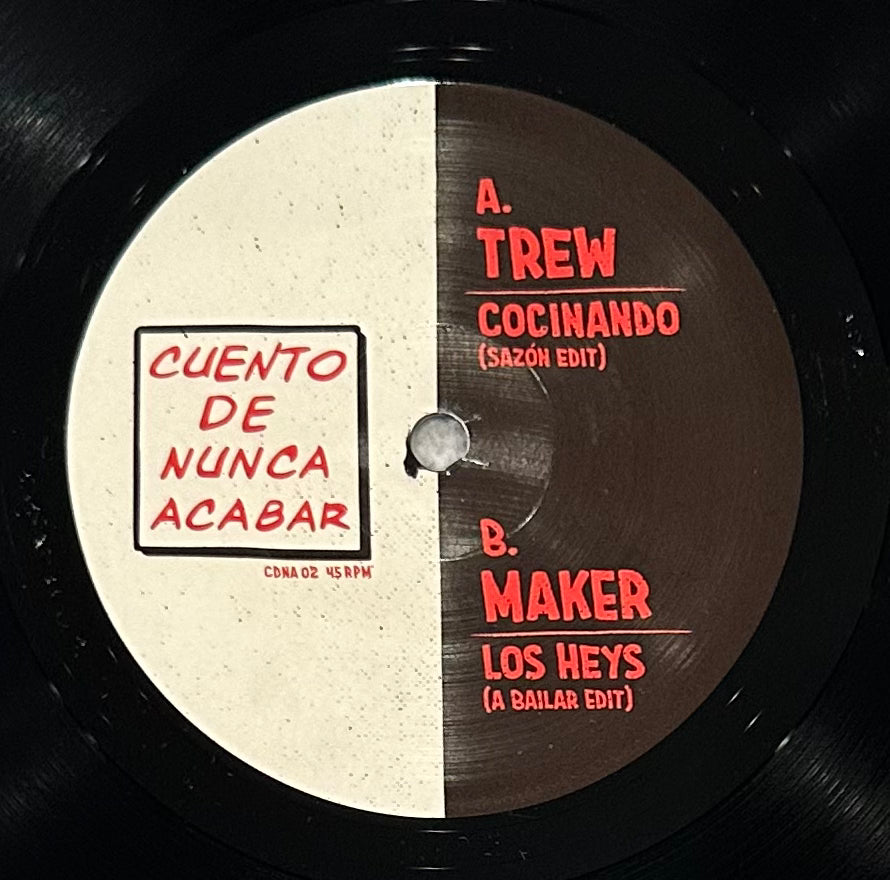 CUENTO
DE
NUNCA
ACABAR
CDNA 02 45 RPM
A.
TREW
COCINANDO
(SAZÓN EDIT)
B.
MAKER
LOS HEYS
(A BAILAR EDIT)